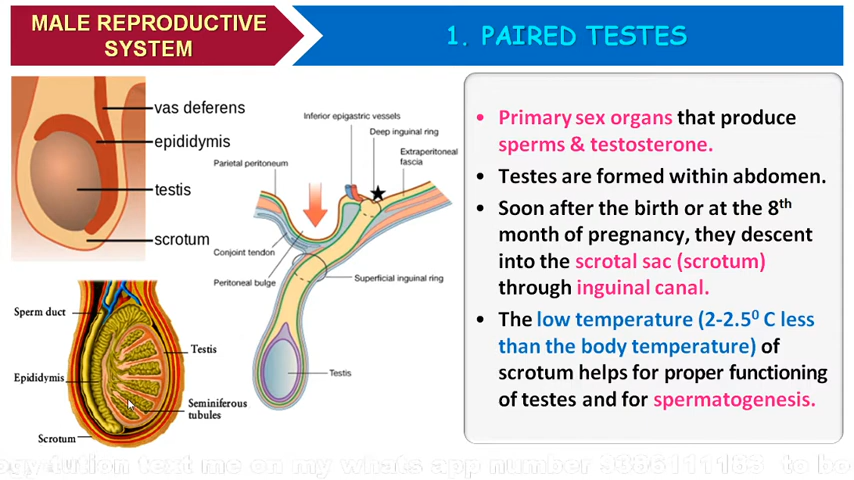 MALE REPRODUCTIVE
SYSTEM
1. PAIRED TESTES
vas deferens
epididymis
testis
scrotum
Inferior epigastric vessels
Deep inguinal ring
Parietal peritoneum
Extraperitoneal
fascia
Conjoint tendon
Peritoneal bulge
Superficial inguinal ring
Testis
Sperm duct
Testis
Epididymis
Seminiferous
tubules
Scrotum
• Primary sex organs that produce
sperms & testosterone.
• Testes are formed within abdomen.
• Soon after the birth or at the 8th
month of pregnancy, they descent
into the scrotal sac (scrotum)
through inguinal canal.
• The low temperature (2-2.5⁰ C less
than the body temperature) of
scrotum helps for proper functioning
of testes and for spermatogenesis.
text me on my whats app number to be